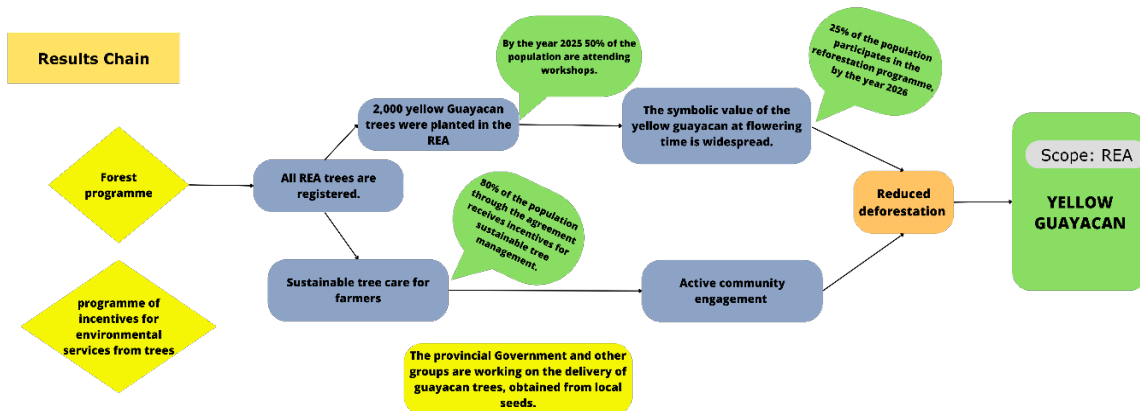 Results Chain
By the year 2025 50% of the
population are attending
workshops.
25% of the population
participates in the
reforestation programme,
by the year 2026
2,000 yellow Guayacan
trees were planted in the
REA
The symbolic value of the
yellow guayacan at flowering
time is widespread.
Scope: REA
YELLOW
GUAYACAN
Forest
programme
All REA trees are
registered.
80% of the population
through the agreement
receives incentives for
sustainable tree
management.
Reduced
deforestation
Sustainable tree care for
farmers
Active community
engagement
programme of
incentives for
environmental
services from trees
The provincial Government and other
groups are working on the delivery of
guayacan trees, obtained from local
seeds.